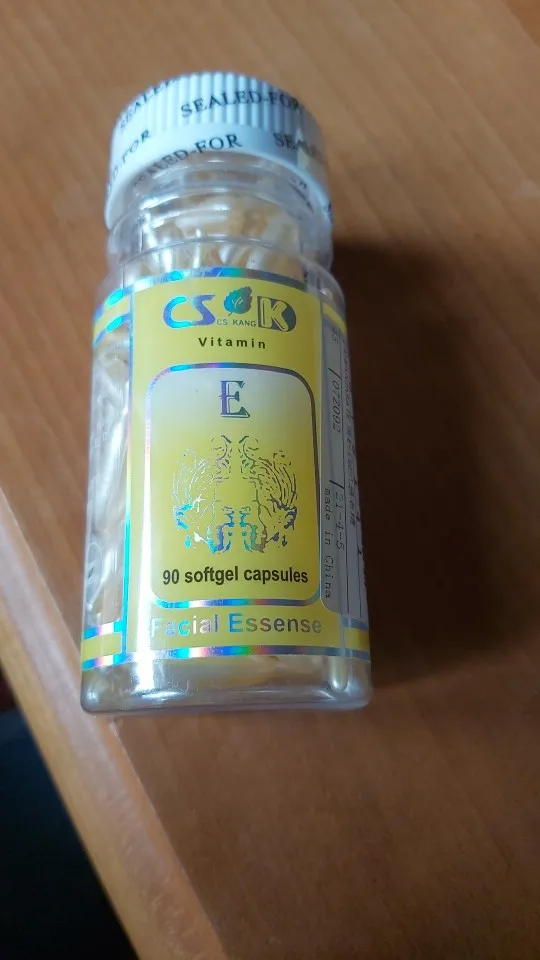 SEALED-FOR
SEALED-FOR
CS K
CS KANG
Vitamin
E
90 softgel capsules
Facial Essense
made in China